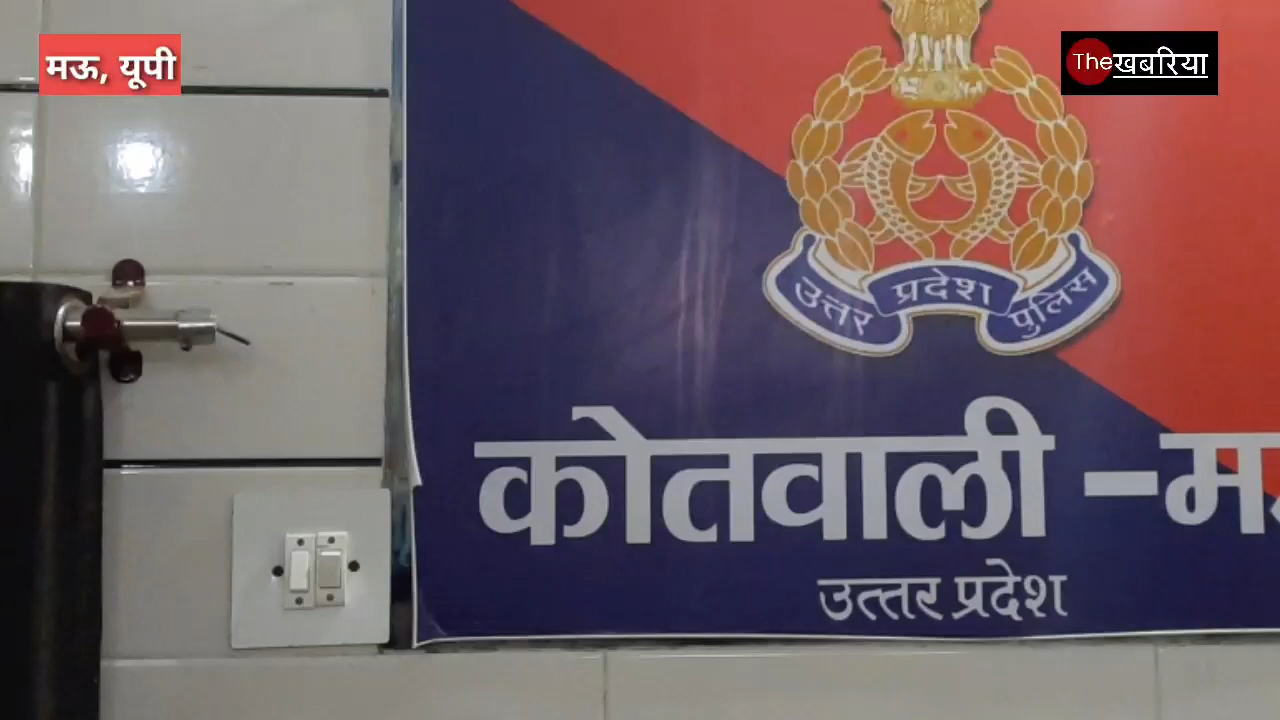 मऊ, यूपी
Theखबरिया
उत्तर प्रदेश पुलिस
कोतवाली –
उत्तर प्रदेश